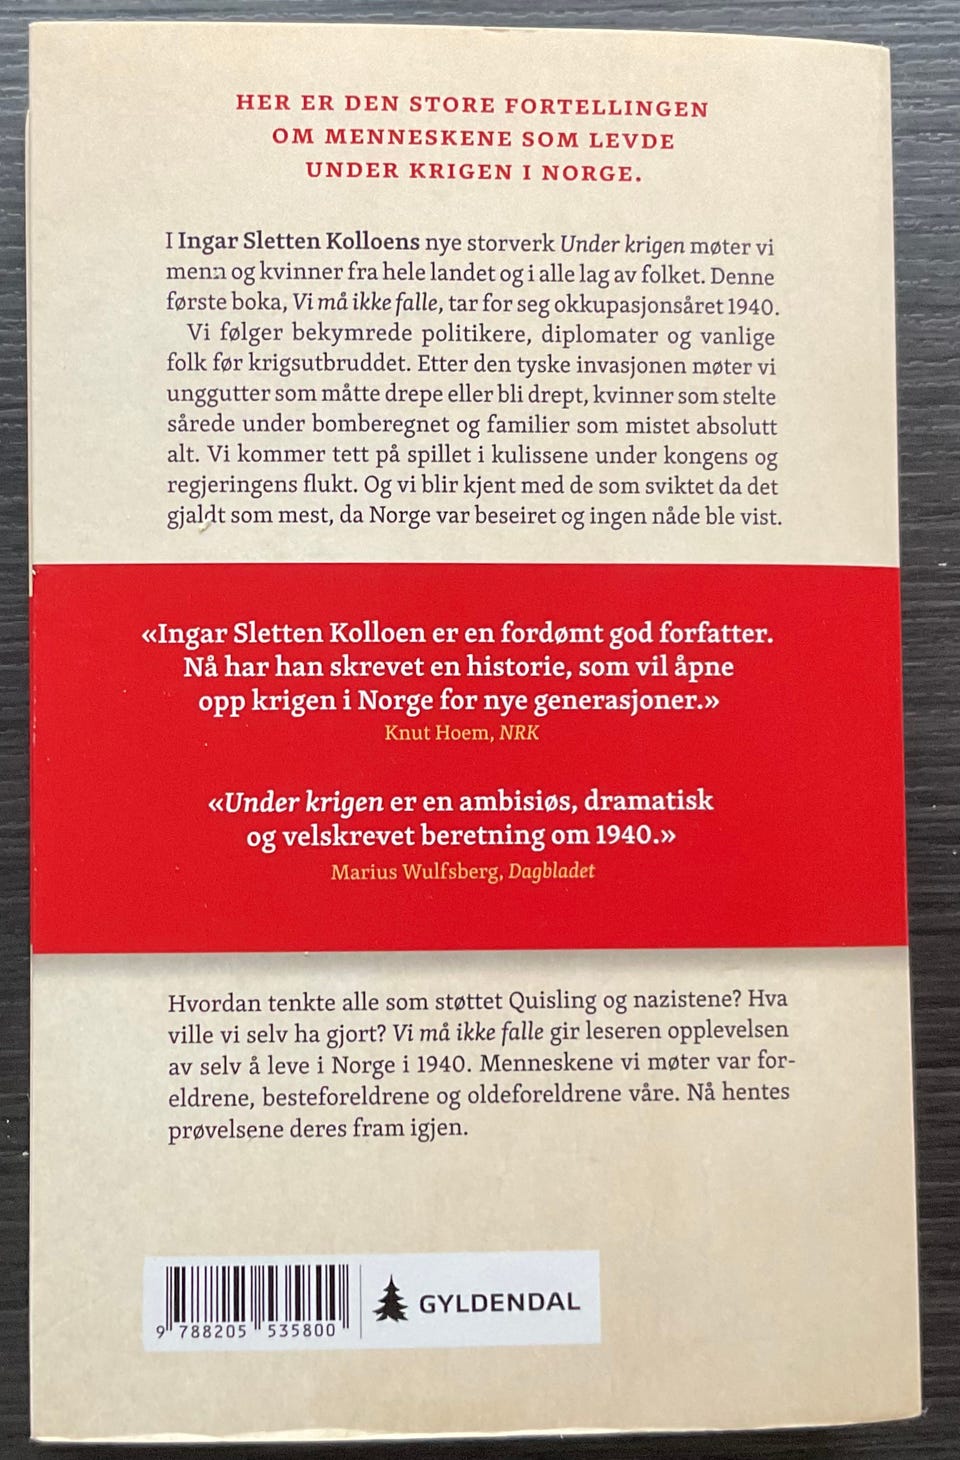 HER ER DEN STORE FORTELLINGEN
OM MENNESKENE SOM LEVDE
UNDER KRIGEN I NORGE.
I Ingar Sletten Kolloens nye storverk Under krigen møter vi
menn og kvinner fra hele landet og i alle lag av folket. Denne
første boka, Vi må ikke falle, tar for seg okkupasjonsåret 1940.
Vi følger bekymrede politikere, diplomater og vanlige
folk før krigsutbruddet. Etter den tyske invasjonen møter vi
unggutter som måtte drepe eller bli drept, kvinner som stelte
sårede under bomberegnet og familier som mistet absolutt
alt. Vi kommer tett på spillet i kulissene under kongens og
regjeringens flukt. Og vi blir kjent med de som sviktet da det
gjaldt som mest, da Norge var beseiret og ingen nåde ble vist.
«Ingar Sletten Kolloen er en fordømt god forfatter.
Nå har han skrevet en historie, som vil åpne
opp krigen i Norge for nye generasjoner.»
Knut Hoem, NRK
«Under krigen er en ambisiøs, dramatisk
og velskrevet beretning om 1940.»
Marius Wulfsberg, Dagbladet
Hvordan tenkte alle som støttet Quisling og nazistene? Hva
ville vi selv ha gjort? Vi må ikke falle gir leseren opplevelsen
av selv å leve i Norge i 1940. Menneskene vi møter var for-
eldrene, besteforeldrene og oldeforeldrene våre. Nå hentes
prøvelsene deres fram igjen.
9 788205 535800
GYLDENDAL